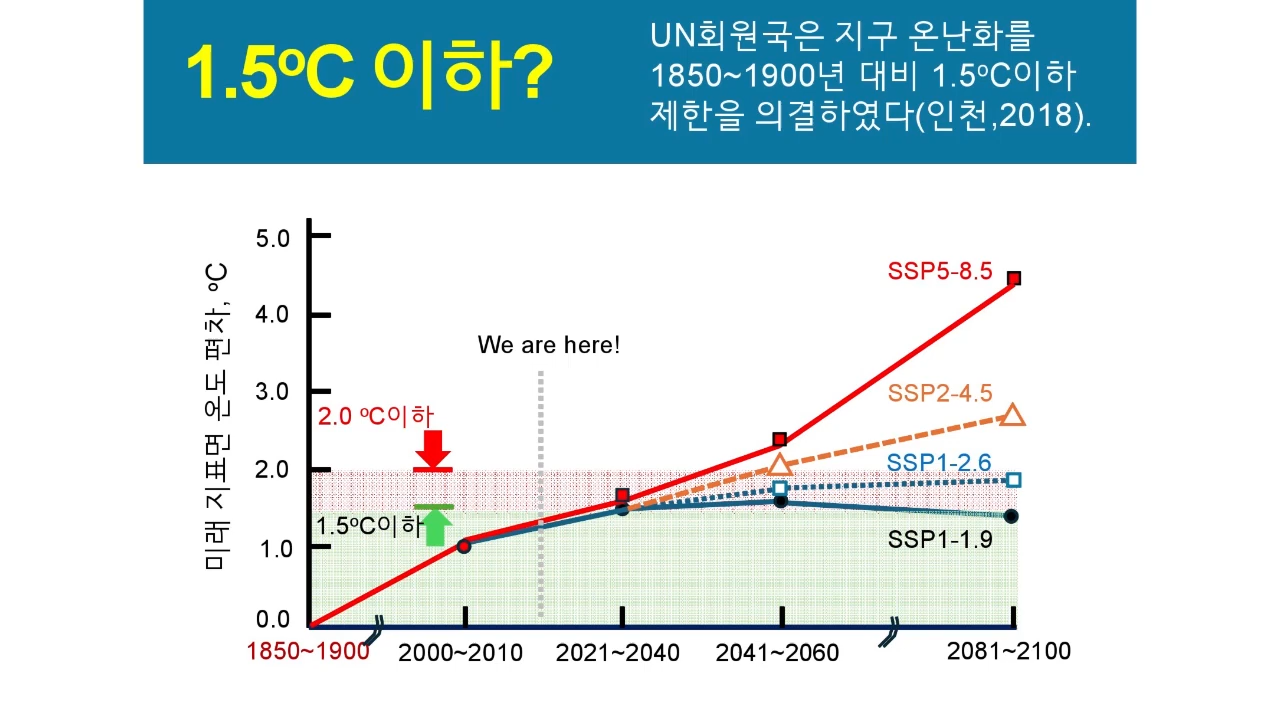 1.5ºC 이하?
UN회원국은 지구 온난화를
1850~1900년 대비 1.5ºC이하
제한을 의결하였다(인천,2018).
미래 지표면 온도 편차, ºC
5.0
4.0
3.0
2.0
1.0
0.0
We are here!
2.0 ºC이하
1.5ºC이하
SSP5-8.5
SSP2-4.5
SSP1-2.6
SSP1-1.9
1850~1900
2000~2010
2021~2040
2041~2060
2081~2100